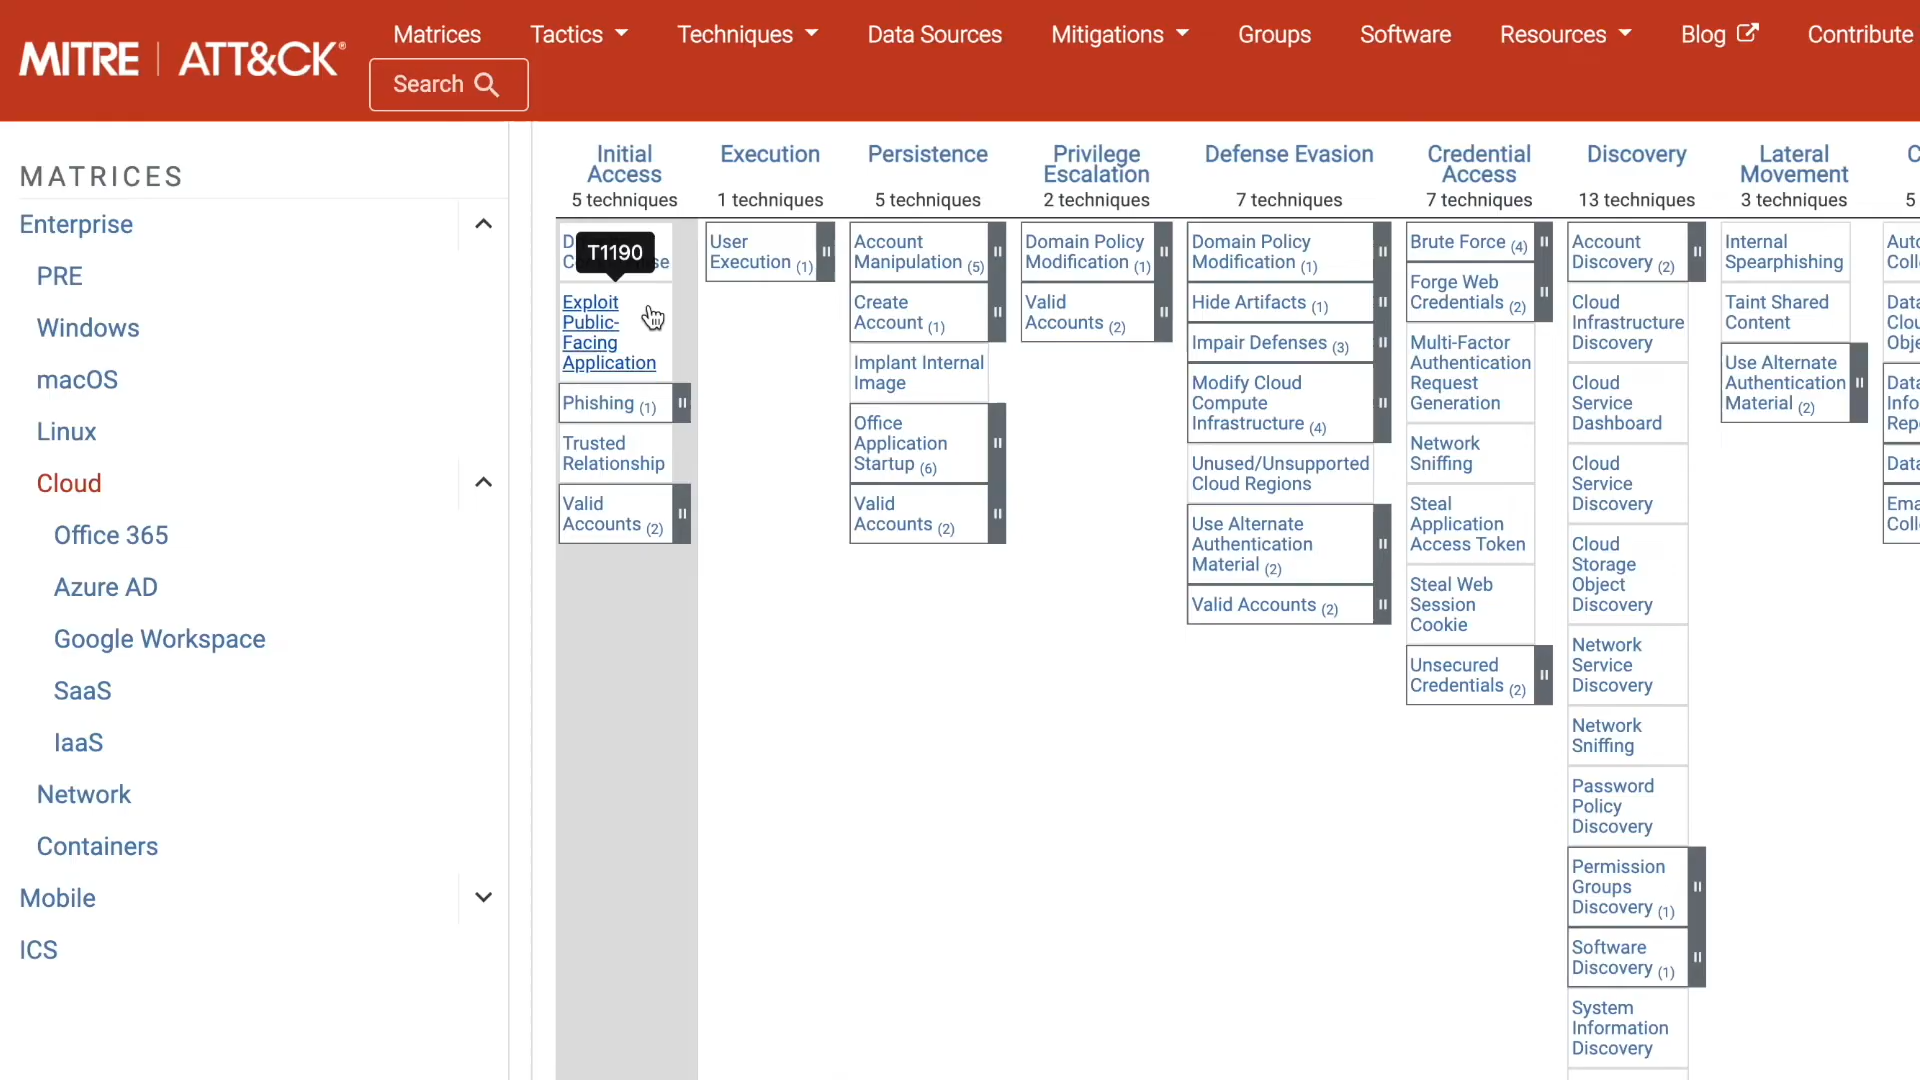 MITRE | ATT&CK®
Matrices
Tactics
Techniques
Data Sources
Mitigations
Groups
Software
Resources
Blog
Contribute
Search
MATRICES
Enterprise
PRE
Windows
macOS
Linux
Cloud
Office 365
Azure AD
Google Workspace
SaaS
IaaS
Network
Containers
Mobile
ICS
Initial
Access
5 techniques
T1190
Exploit
Public-
Facing
Application
Phishing (1)
Trusted
Relationship
Valid
Accounts (2)
Execution
1 techniques
User
Execution (1)
Persistence
5 techniques
Account
Manipulation (5)
Create
Account (1)
Implant Internal
Image
Office
Application
Startup (6)
Valid
Accounts (2)
Privilege
Escalation
2 techniques
Domain Policy
Modification (1)
Valid
Accounts (2)
Defense Evasion
7 techniques
Domain Policy
Modification (1)
Hide Artifacts (1)
Impair Defenses (3)
Modify Cloud
Compute
Infrastructure (4)
Unused/Unsupported
Cloud Regions
Use Alternate
Authentication
Material (2)
Valid Accounts (2)
Credential
Access
7 techniques
Brute Force (4)
Forge Web
Credentials (2)
Multi-Factor
Authentication
Request
Generation
Network
Sniffing
Steal
Application
Access Token
Steal Web
Session
Cookie
Unsecured
Credentials (2)
Discovery
13 techniques
Account
Discovery (2)
Cloud
Infrastructure
Discovery
Cloud
Service
Dashboard
Cloud
Service
Discovery
Cloud
Storage
Object
Discovery
Network
Service
Discovery
Network
Sniffing
Password
Policy
Discovery
Permission
Groups
Discovery (1)
Software
Discovery (1)
System
Information
Discovery
Lateral
Movement
3 techniques
Internal
Spearphishing
Taint Shared
Content
Use Alternate
Authentication
Material (2)
5
Data
Data
Data